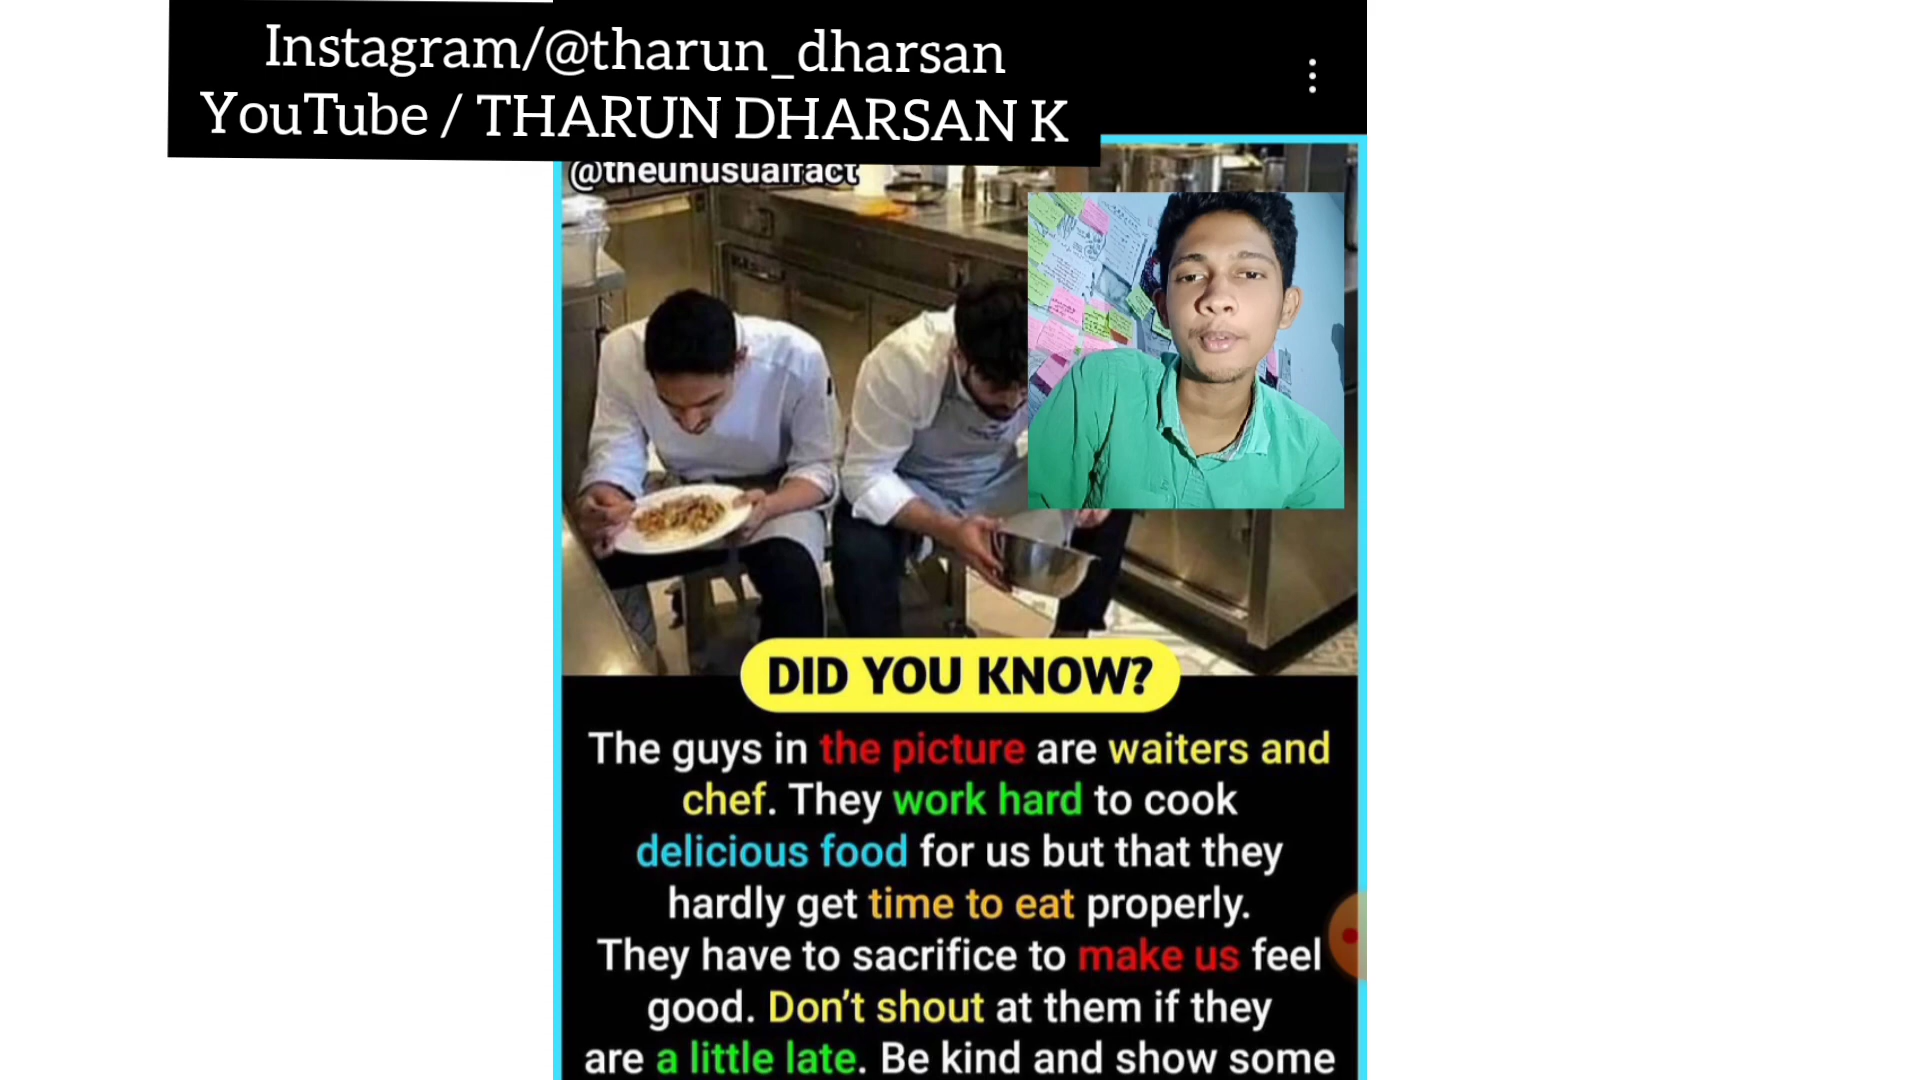 Instagram/@tharun_dharsan
YouTube / THARUN DHARSAN K
@theunusualfact
DID YOU KNOW?
The guys in the picture are waiters and
chef. They work hard to cook
delicious food for us but that they
hardly get time to eat properly.
They have to sacrifice to make us feel
good. Don’t shout at them if they
are a little late. Be kind and show some